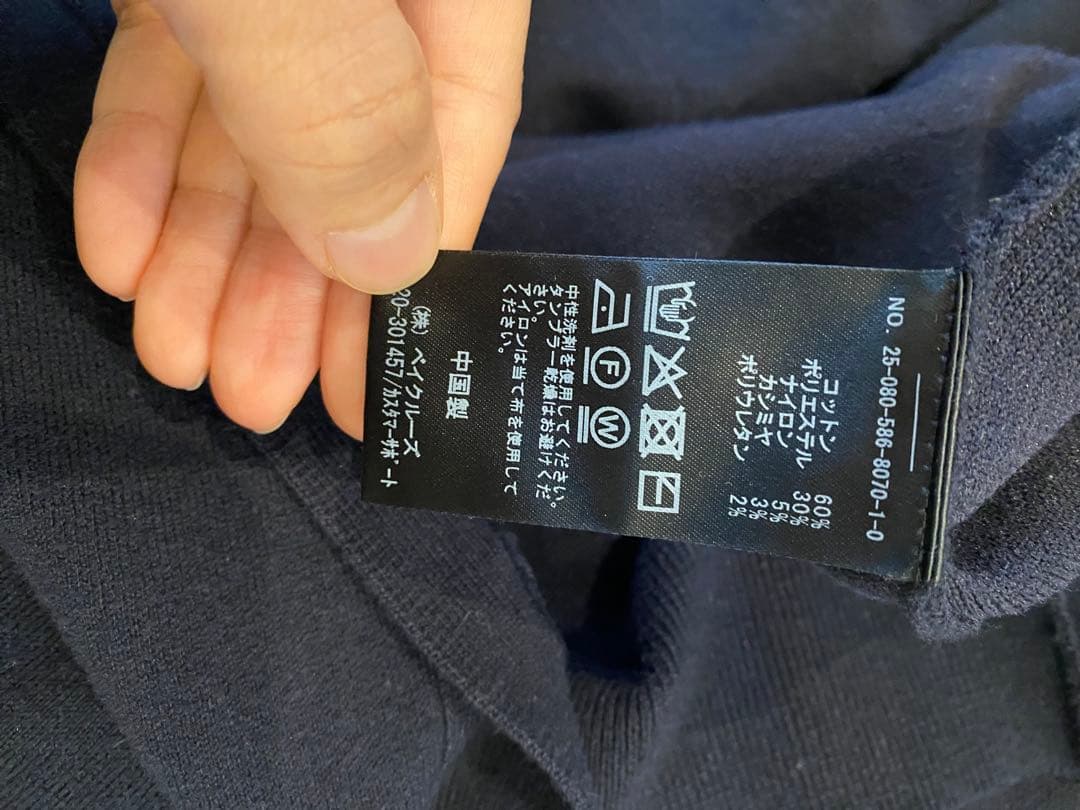 NO. 25-080-586-8070-1-0
コットン 60%
ポリエステル 30%
ナイロン 5%
カシミヤ 3%
ポリウレタン 2%
F W
中性洗剤を使用してください。
タンブラー乾燥はお避けくだ
さい。
アイロンは当て布を使用して
ください。
中国製
(株) ベイクルーズ
20-301457/カスタマーサポート